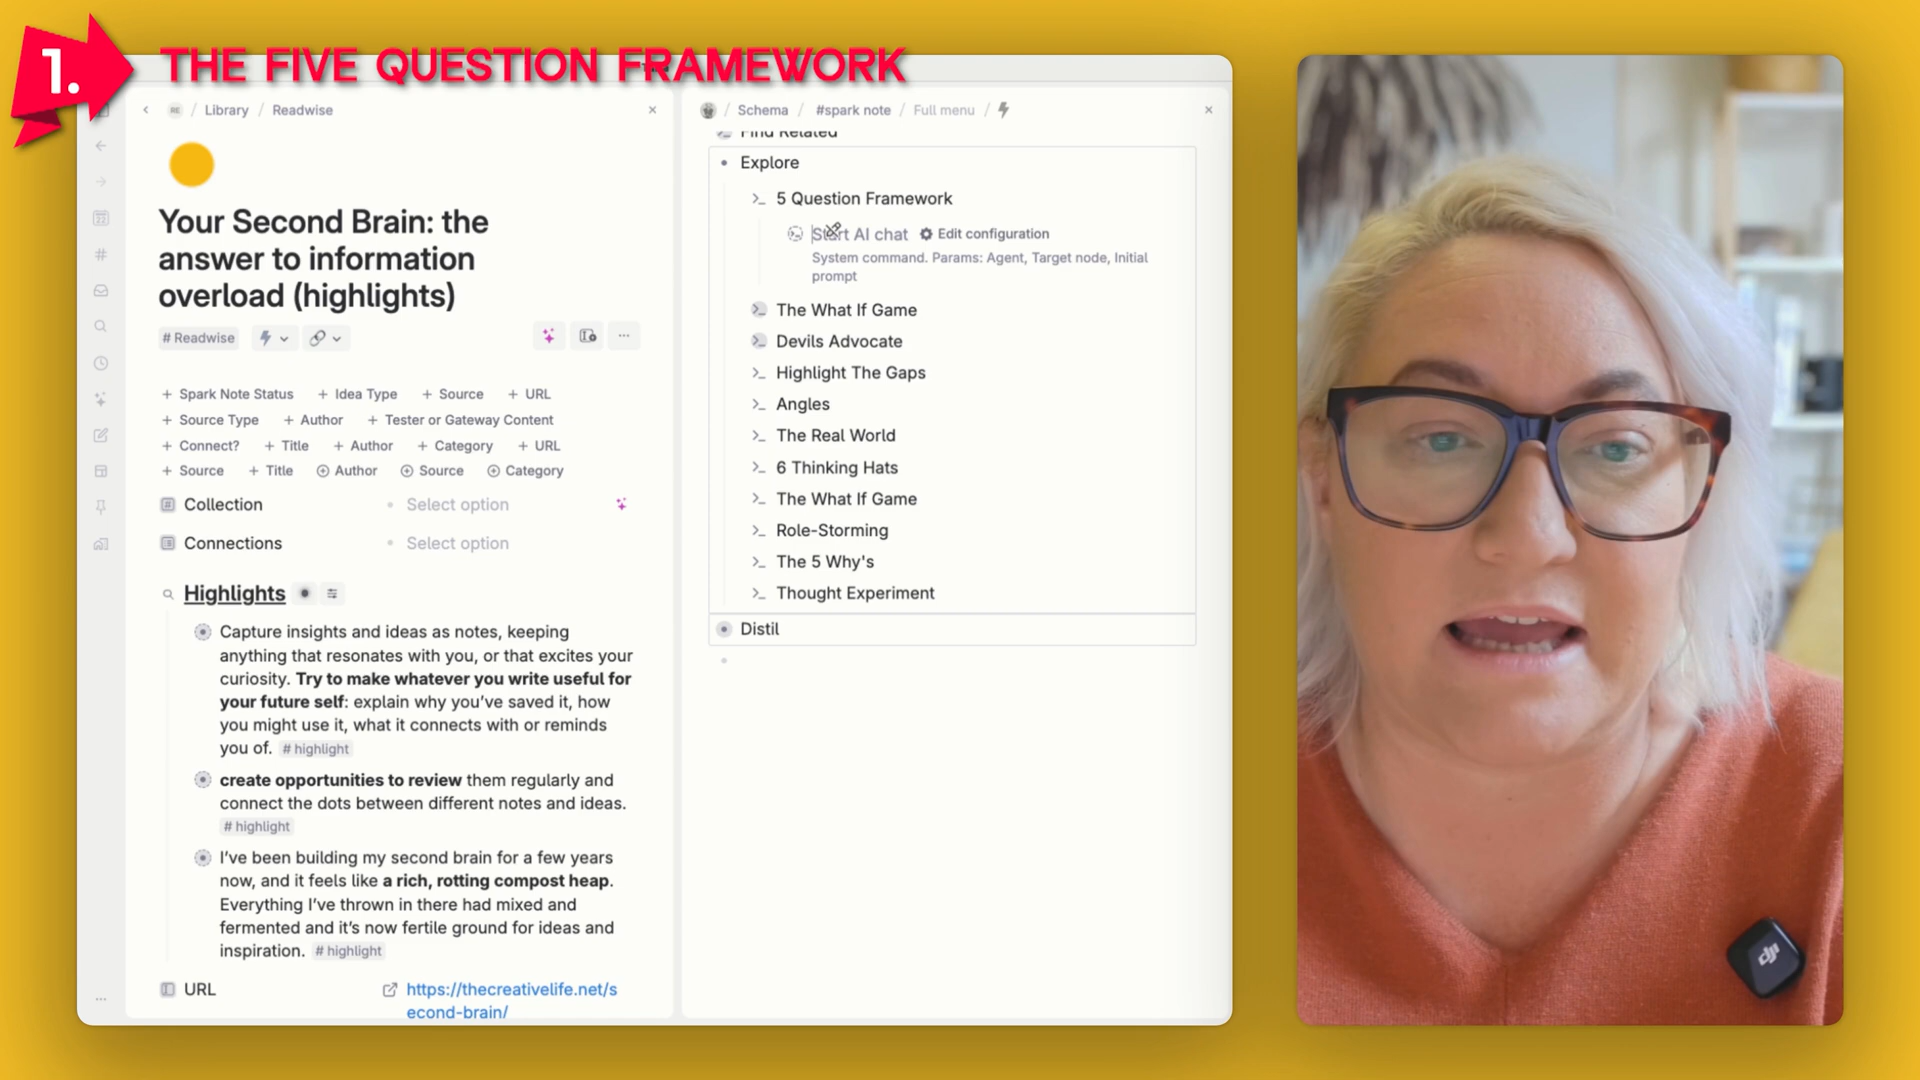 1.
THE FIVE QUESTION FRAMEWORK
RE / Library / Readwise
Your Second Brain: the
answer to information
overload (highlights)
# Readwise
+ Spark Note Status + Idea Type + Source + URL
+ Source Type + Author + Tester or Gateway Content
+ Connect? + Title + Author + Category + URL
+ Source + Title Author Source Category
Collection Select option
Connections Select option
Highlights
Capture insights and ideas as notes, keeping
anything that resonates with you, or that excites your
curiosity. Try to make whatever you write useful for
your future self: explain why you've saved it, how
you might use it, what it connects with or reminds
you of. # highlight
create opportunities to review them regularly and
connect the dots between different notes and ideas.
# highlight
I've been building my second brain for a few years
now, and it feels like a rich, rotting compost heap.
Everything I've thrown in there had mixed and
fermented and it's now fertile ground for ideas and
inspiration. # highlight
URL https://thecreativelife.net/s
econd-brain/
/ Schema / #spark note / Full menu /
Find Related
Explore
5 Question Framework
Start AI chat Edit configuration
System command. Params: Agent, Target node, Initial
prompt
The What If Game
Devils Advocate
Highlight The Gaps
Angles
The Real World
6 Thinking Hats
The What If Game
Role-Storming
The 5 Why's
Thought Experiment
Distil
dji